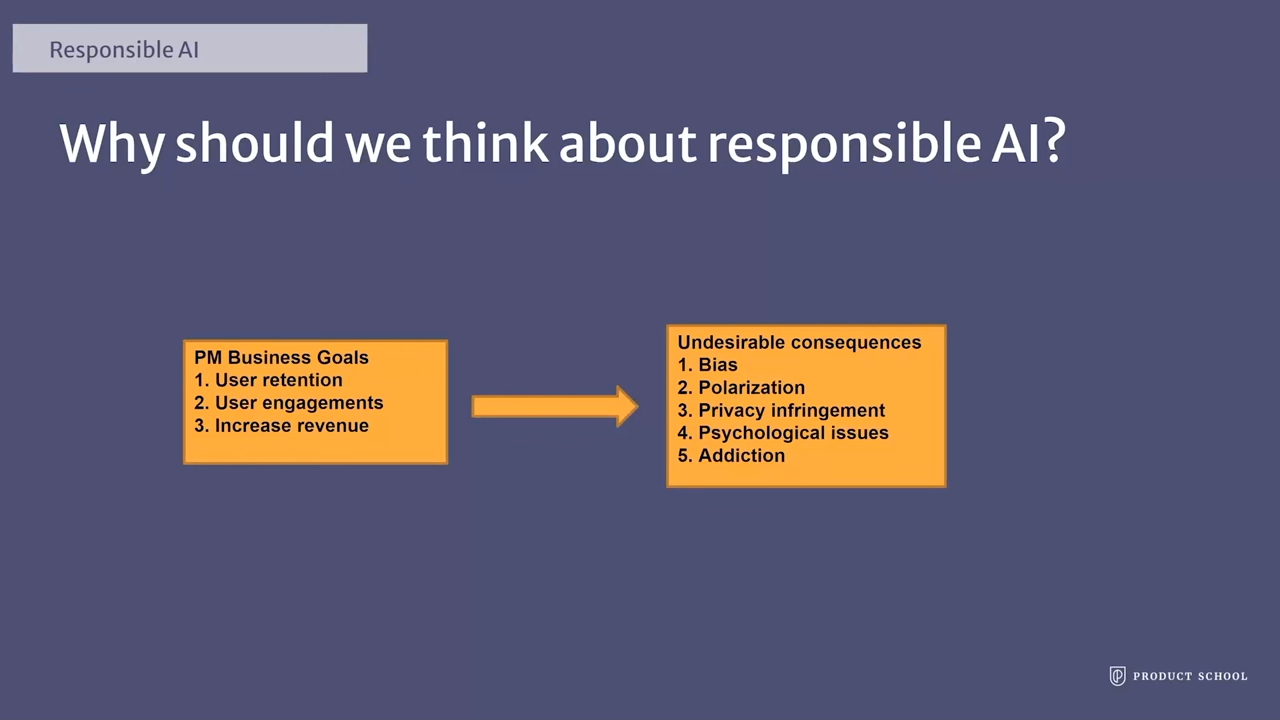 Responsible AI
Why should we think about responsible AI?
PM Business Goals
1. User retention
2. User engagements
3. Increase revenue
Undesirable consequences
1. Bias
2. Polarization
3. Privacy infringement
4. Psychological issues
5. Addiction
PRODUCT SCHOOL